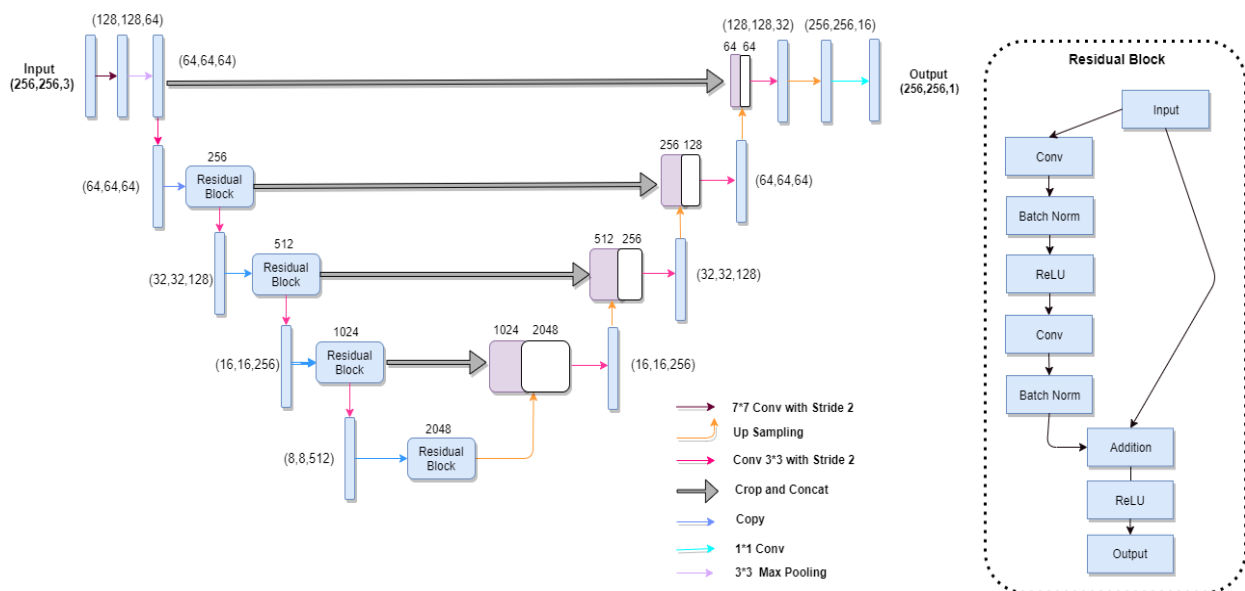 (128,128,64)
Input
(256,256,3)
(64,64,64)
64 64
(128,128,32)
(256,256,16)
Output
(256,256,1)
(64,64,64)
256
Residual
Block
256 128
(64,64,64)
(32,32,128)
512
Residual
Block
512 256
(32,32,128)
(16,16,256)
1024
Residual
Block
1024 2048
(16,16,256)
(8,8,512)
2048
Residual
Block
7*7 Conv with Stride 2
Up Sampling
Conv 3*3 with Stride 2
Crop and Concat
Copy
1*1 Conv
3*3 Max Pooling
Residual Block
Input
Conv
Batch Norm
ReLU
Conv
Batch Norm
Addition
ReLU
Output